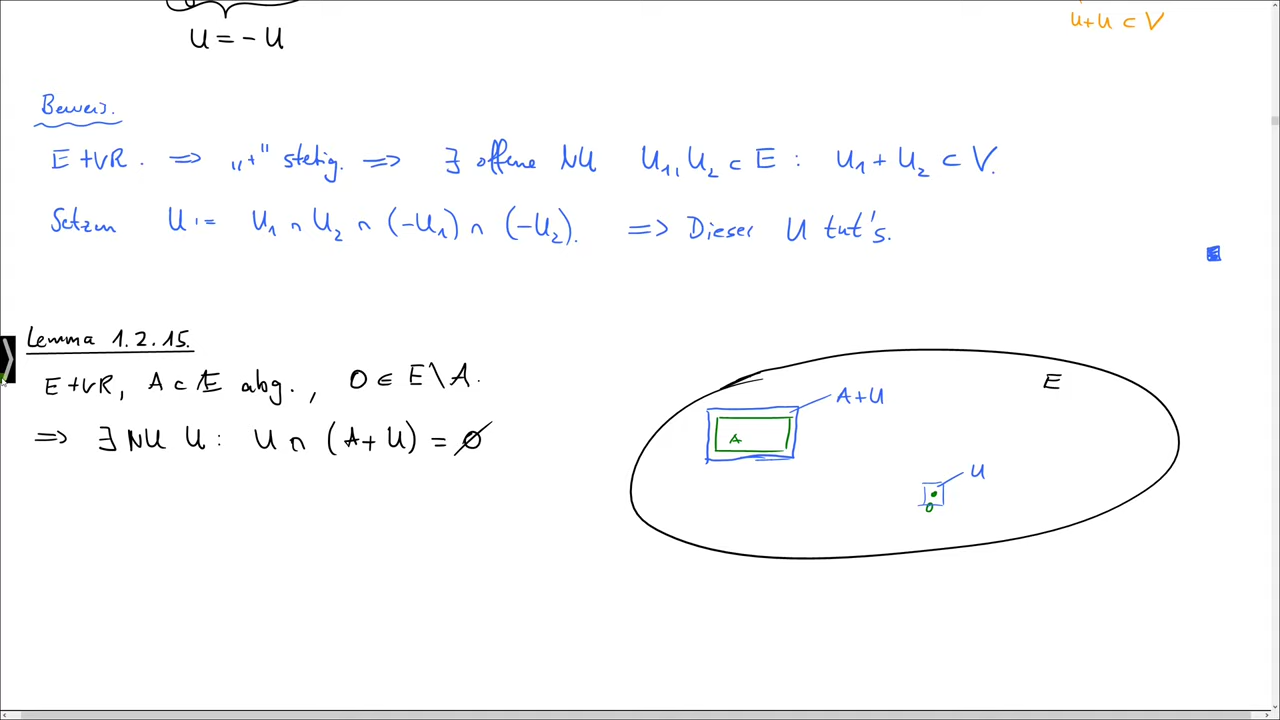 U = - U
U+U ⊂ V
Beweis.
E tVR. ⟹ „+" stetig. ⟹ ∃ offene NU U₁, U₂ ⊂ E : U₁ + U₂ ⊂ V.
Setzen U := U₁ ∩ U₂ ∩ (-U₁) ∩ (-U₂). ⟹ Dieses U tut's.
Lemma 1.2.15.
E tVR, A ⊂ E abg., 0 ∈ E\A.
⟹ ∃ NU U : U ∩ (A+U) = ∅
E
A+U
A
U
0